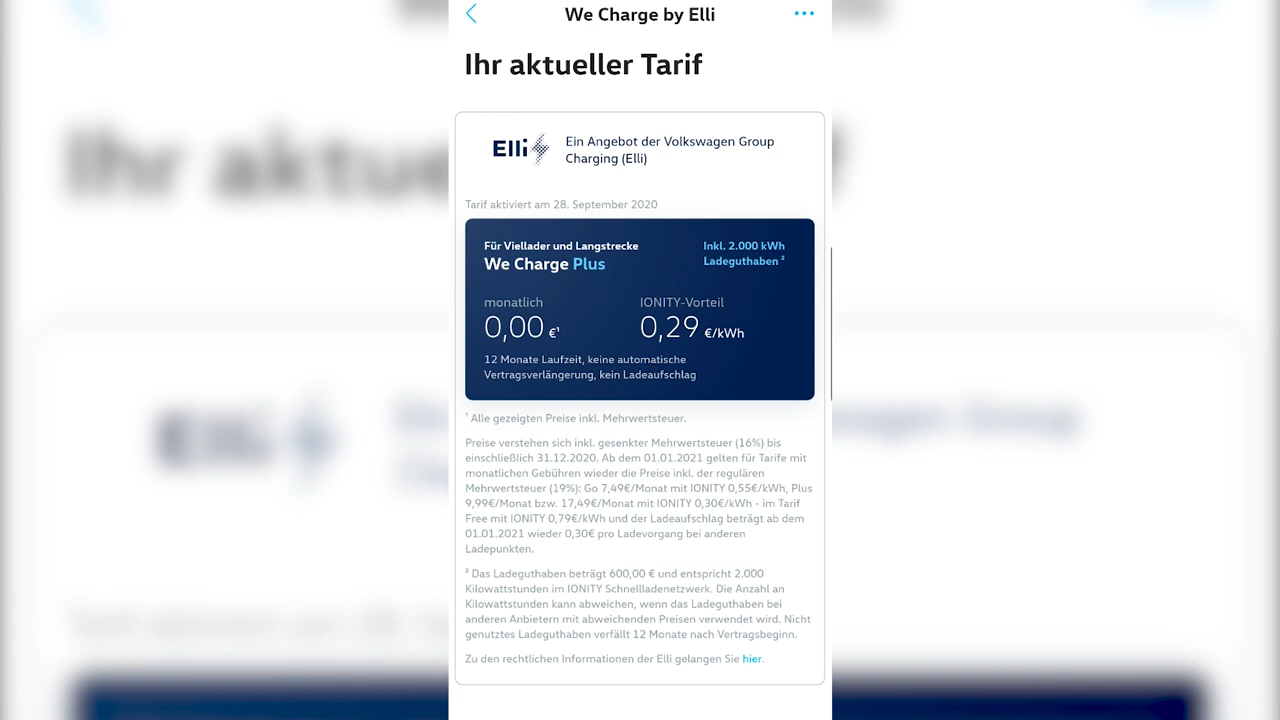 We Charge by Elli
Ihr aktueller Tarif
Elli
Ein Angebot der Volkswagen Group
Charging (Elli)
Tarif aktiviert am 28. September 2020
Für Viellader und Langstrecke
We Charge Plus
Inkl. 2.000 kWh
Ladeguthaben ²
monatlich
0,00 €¹
IONITY-Vorteil
0,29 €/kWh
12 Monate Laufzeit, keine automatische
Vertragsverlängerung, kein Ladeaufschlag
¹ Alle gezeigten Preise inkl. Mehrwertsteuer.
Preise verstehen sich inkl. gesenkter Mehrwertsteuer (16%) bis
einschließlich 31.12.2020. Ab dem 01.01.2021 gelten für Tarife mit
monatlichen Gebühren wieder die Preise inkl. der regulären
Mehrwertsteuer (19%): Go 7,49€/Monat mit IONITY 0,55€/kWh, Plus
9,99€/Monat bzw. 17,49€/Monat mit IONITY 0,30€/kWh - im Tarif
Free mit IONITY 0,79€/kWh und der Ladeaufschlag beträgt ab dem
01.01.2021 wieder 0,30€ pro Ladevorgang bei anderen
Ladepunkten.
² Das Ladeguthaben beträgt 600,00 € und entspricht 2.000
Kilowattstunden im IONITY Schnellladenetzwerk. Die Anzahl an
Kilowattstunden kann abweichen, wenn das Ladeguthaben bei
anderen Anbietern mit abweichenden Preisen verwendet wird. Nicht
genutztes Ladeguthaben verfällt 12 Monate nach Vertragsbeginn.
Zu den rechtlichen Informationen der Elli gelangen Sie hier.